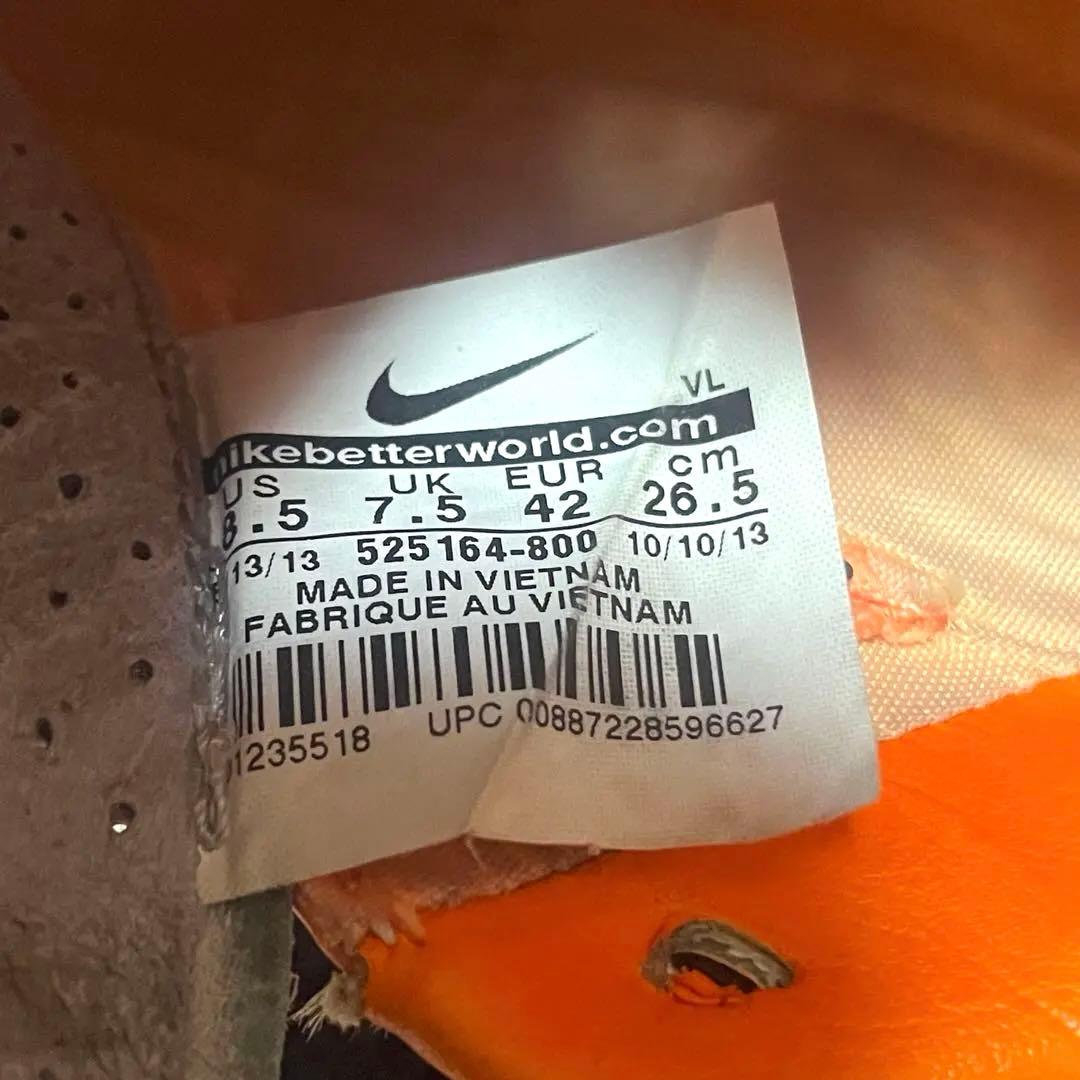 VL
nikebetterworld.com
US UK EUR cm
8.5 7.5 42 26.5
13/13 525164-800 10/10/13
MADE IN VIETNAM
FABRIQUE AU VIETNAM
1235518 UPC 00887228596627